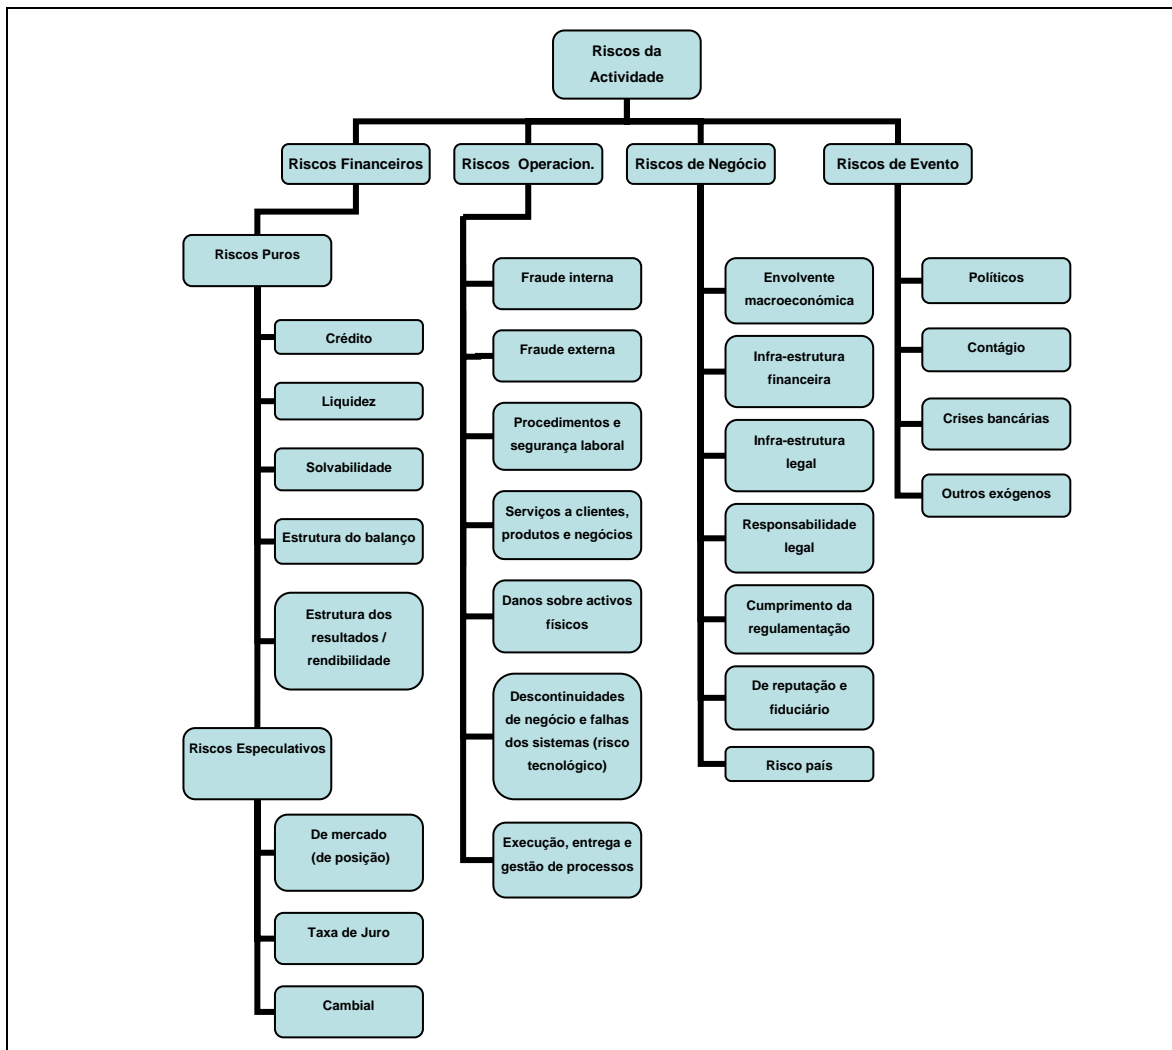 Riscos da
Actividade
Riscos Financeiros
Riscos Operacion.
Riscos de Negócio
Riscos de Evento
Riscos Puros
Crédito
Liquidez
Solvabilidade
Estrutura do balanço
Estrutura dos
resultados /
rendibilidade
Riscos Especulativos
De mercado
(de posição)
Taxa de Juro
Cambial
Fraude interna
Fraude externa
Procedimentos e
segurança laboral
Serviços a clientes,
produtos e negócios
Danos sobre activos
físicos
Descontinuidades
de negócio e falhas
dos sistemas (risco
tecnológico)
Execução, entrega e
gestão de processos
Envolvente
macroeconómica
Infra-estrutura
financeira
Infra-estrutura
legal
Responsabilidade
legal
Cumprimento da
regulamentação
De reputação e
fiduciário
Risco país
Políticos
Contágio
Crises bancárias
Outros exógenos